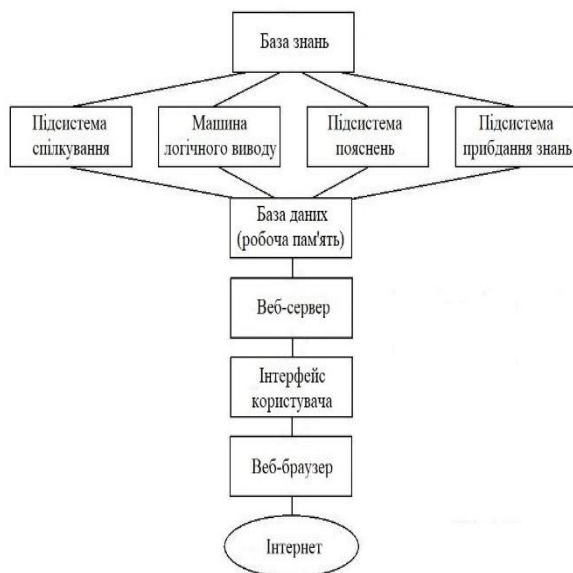 База знань
Підсистема
спілкування
Машина
логічного виводу
Підсистема
пояснень
Підсистема
прибдання знань
База даних
(робоча пам'ять)
Веб-сервер
Інтерфейс
користувача
Веб-браузер
Інтернет